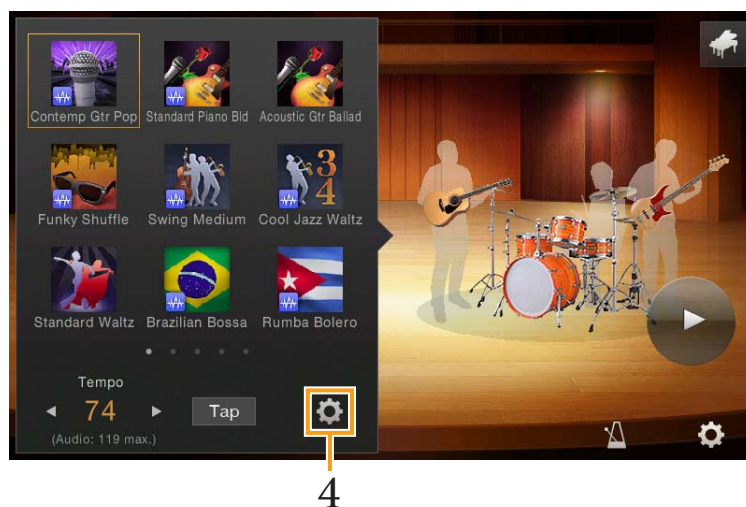 Contemp Gtr Pop
Standard Piano Bld
Acoustic Gtr Ballad
3
4
Funky Shuffle
Swing Medium
Cool Jazz Waltz
Standard Waltz
Brazilian Bossa
Rumba Bolero
Tempo
74
Tap
(Audio: 119 max.)
4